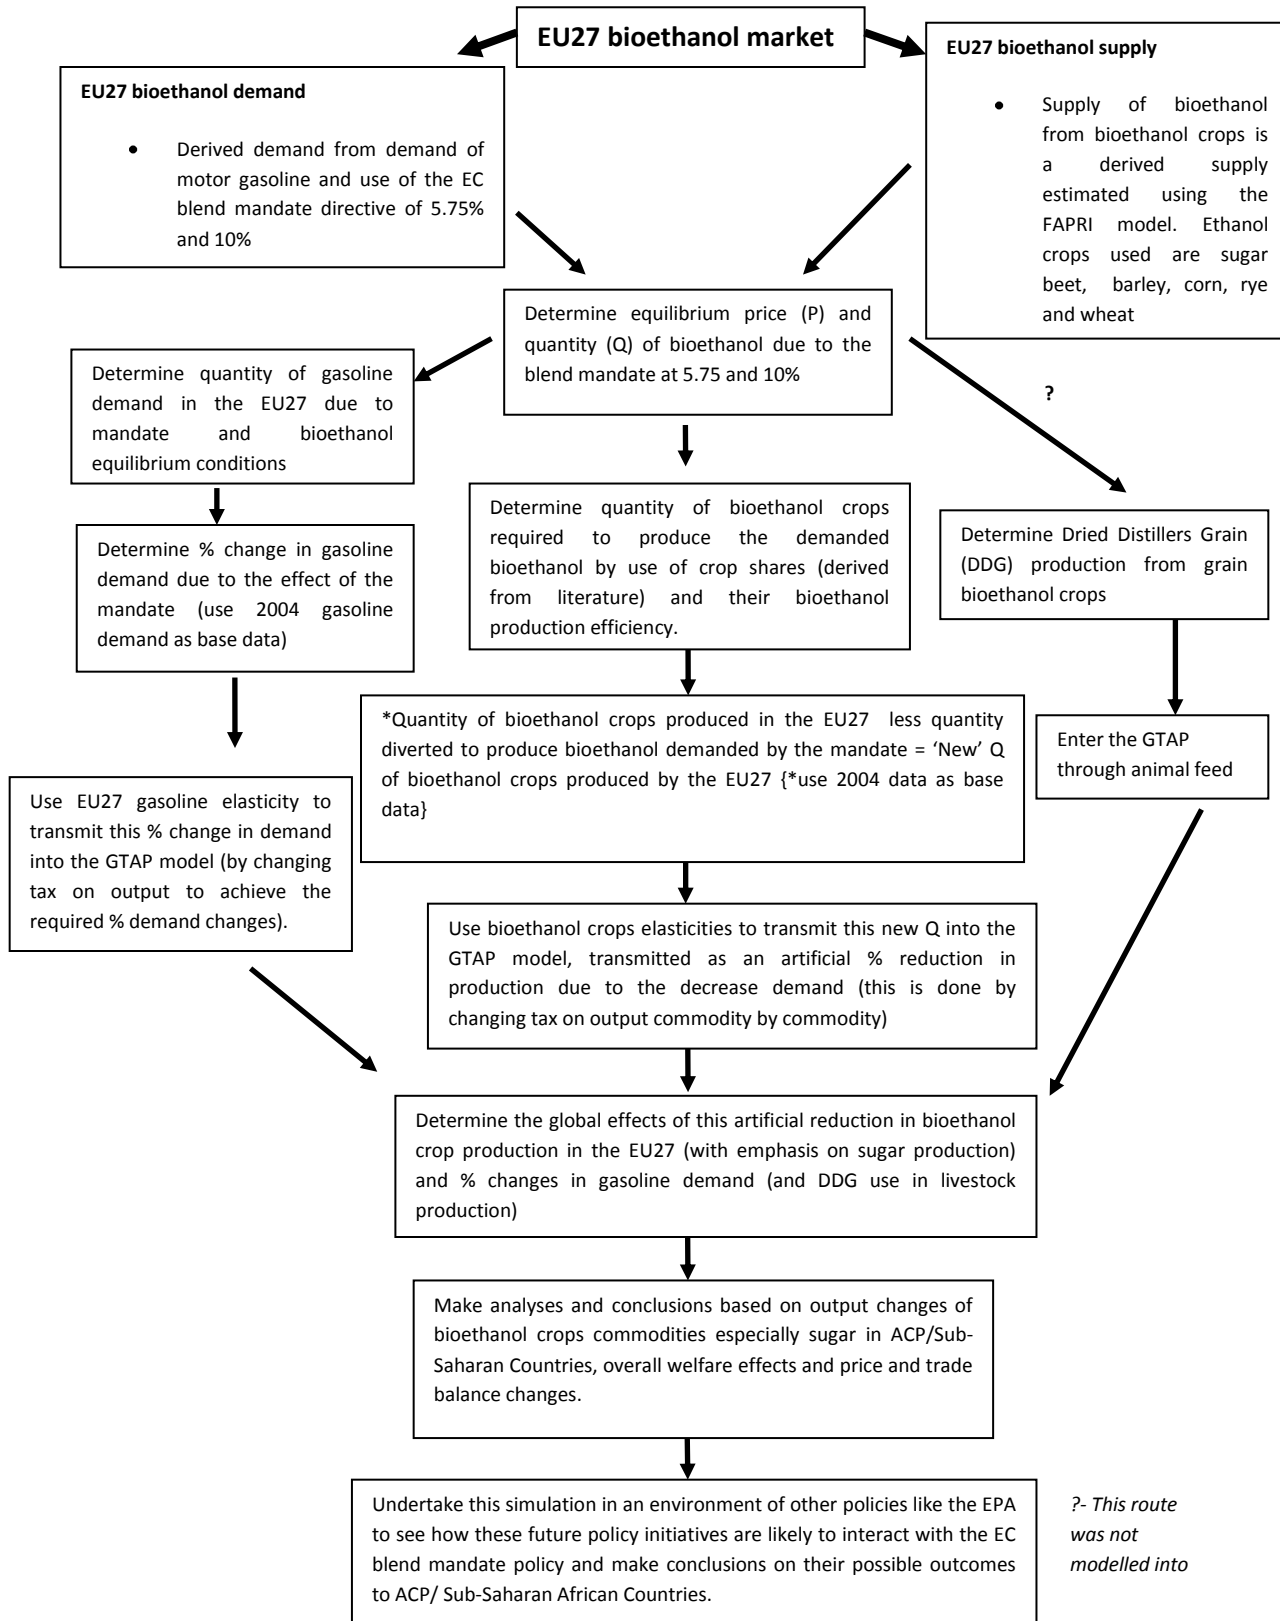 EU27 bioethanol market
EU27 bioethanol demand
• Derived demand from demand of
motor gasoline and use of the EC
blend mandate directive of 5.75%
and 10%
EU27 bioethanol supply
• Supply of bioethanol
from bioethanol crops is
a derived supply
estimated using the
FAPRI model. Ethanol
crops used are sugar
beet, barley, corn, rye
and wheat
Determine equilibrium price (P) and
quantity (Q) of bioethanol due to the
blend mandate at 5.75 and 10%
Determine quantity of gasoline
demand in the EU27 due to
mandate and bioethanol
equilibrium conditions
?
Determine quantity of bioethanol crops
required to produce the demanded
bioethanol by use of crop shares (derived
from literature) and their bioethanol
production efficiency.
Determine Dried Distillers Grain
(DDG) production from grain
bioethanol crops
Determine % change in gasoline
demand due to the effect of the
mandate (use 2004 gasoline
demand as base data)
*Quantity of bioethanol crops produced in the EU27 less quantity
diverted to produce bioethanol demanded by the mandate = ‘New’ Q
of bioethanol crops produced by the EU27 {*use 2004 data as base
data}
Enter the GTAP
through animal feed
Use EU27 gasoline elasticity to
transmit this % change in demand
into the GTAP model (by changing
tax on output to achieve the
required % demand changes).
Use bioethanol crops elasticities to transmit this new Q into the
GTAP model, transmitted as an artificial % reduction in
production due to the decrease demand (this is done by
changing tax on output commodity by commodity)
Determine the global effects of this artificial reduction in bioethanol
crop production in the EU27 (with emphasis on sugar production)
and % changes in gasoline demand (and DDG use in livestock
production)
Make analyses and conclusions based on output changes of
bioethanol crops commodities especially sugar in ACP/Sub-
Saharan Countries, overall welfare effects and price and trade
balance changes.
Undertake this simulation in an environment of other policies like the EPA
to see how these future policy initiatives are likely to interact with the EC
blend mandate policy and make conclusions on their possible outcomes
to ACP/ Sub-Saharan African Countries.
?- This route
was not
modelled into